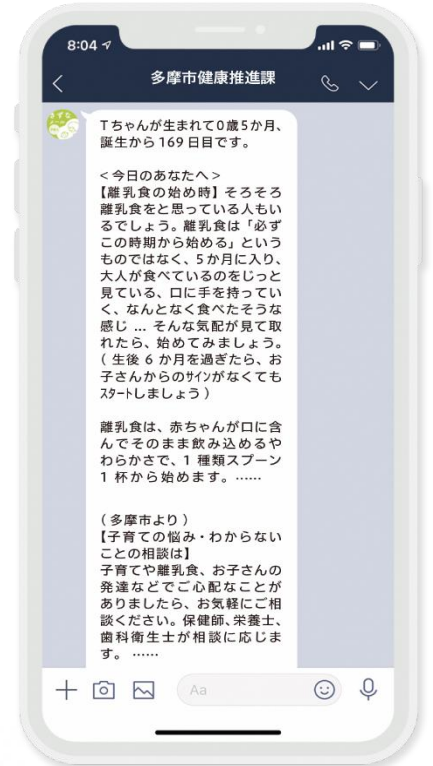 8:04
多摩市健康推進課
きずな
メール
Tちゃんが生まれて0歳5か月、
誕生から169日目です。
<今日のあなたへ>
【離乳食の始め時】そろそろ
離乳食をと思っている人もい
るでしょう。離乳食は「必ず
この時期から始める」という
ものではなく、5か月に入り、
大人が食べているのをじっと
見ている、口に手を持ってい
く、なんとなく食べたそうな
感じ … そんな気配が見て取
れたら、始めてみましょう。
(生後6か月を過ぎたら、お
子さんからのサインがなくても
スタートしましょう)
離乳食は、赤ちゃんが口に含
んでそのまま飲み込めるや
わらかさで、1 種類スプーン
1 杯から始めます。……
(多摩市より)
【子育ての悩み・わからない
ことの相談は】
子育てや離乳食、お子さんの
発達などでご心配なことが
ありましたら、お気軽にご相
談ください。保健師、栄養士、
歯科衛生士が相談に応じま
す。……
Aa